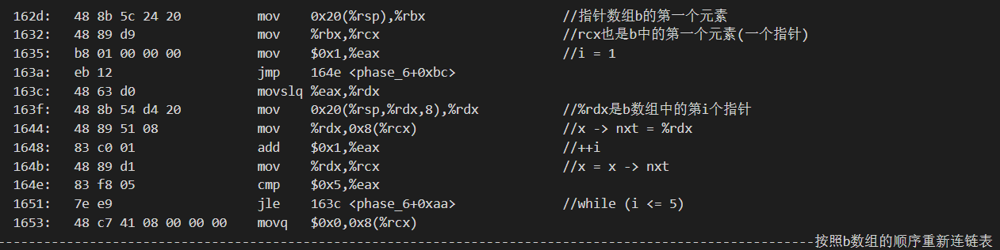 162d: 48 8b 5c 24 20 mov 0x20(%rsp),%rbx //指针数组b的第一个元素
1632: 48 89 d9 mov %rbx,%rcx //rcx也是b中的第一个元素(一个指针)
1635: b8 01 00 00 00 mov $0x1,%eax //i = 1
163a: eb 12 jmp 164e <phase_6+0xbc>
163c: 48 63 d0 movslq %eax,%rdx
163f: 48 8b 54 d4 20 mov 0x20(%rsp,%rdx,8),%rdx //%rdx是b数组中的第i个指针
1644: 48 89 51 08 mov %rdx,0x8(%rcx) //x -> nxt = %rdx
1648: 83 c0 01 add $0x1,%eax //++i
164b: 48 89 d1 mov %rdx,%rcx //x = x -> nxt
164e: 83 f8 05 cmp $0x5,%eax
1651: 7e e9 jle 163c <phase_6+0xaa> //while (i <= 5)
1653: 48 c7 41 08 00 00 00 movq $0x0,0x8(%rcx)
-----------------------------------------------------------------------------------------------------按照b数组的顺序重新连链表